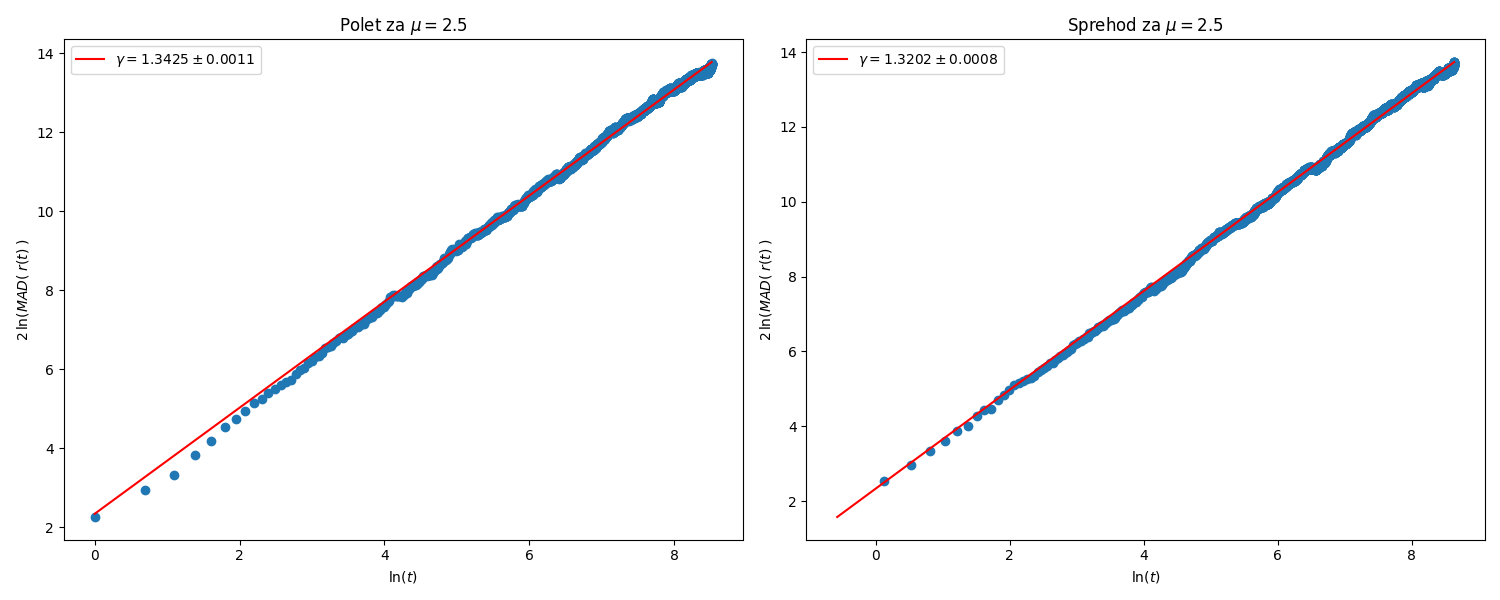 Polet za μ = 2.5
γ = 1.3425 ± 0.0011
14
12
10
8
6
4
2
2 ln(MAD( r(t) )
0 2 4 6 8
ln(t)
Sprehod za μ = 2.5
γ = 1.3202 ± 0.0008
14
12
10
8
6
4
2
2 ln(MAD( r(t) )
0 2 4 6 8
ln(t)